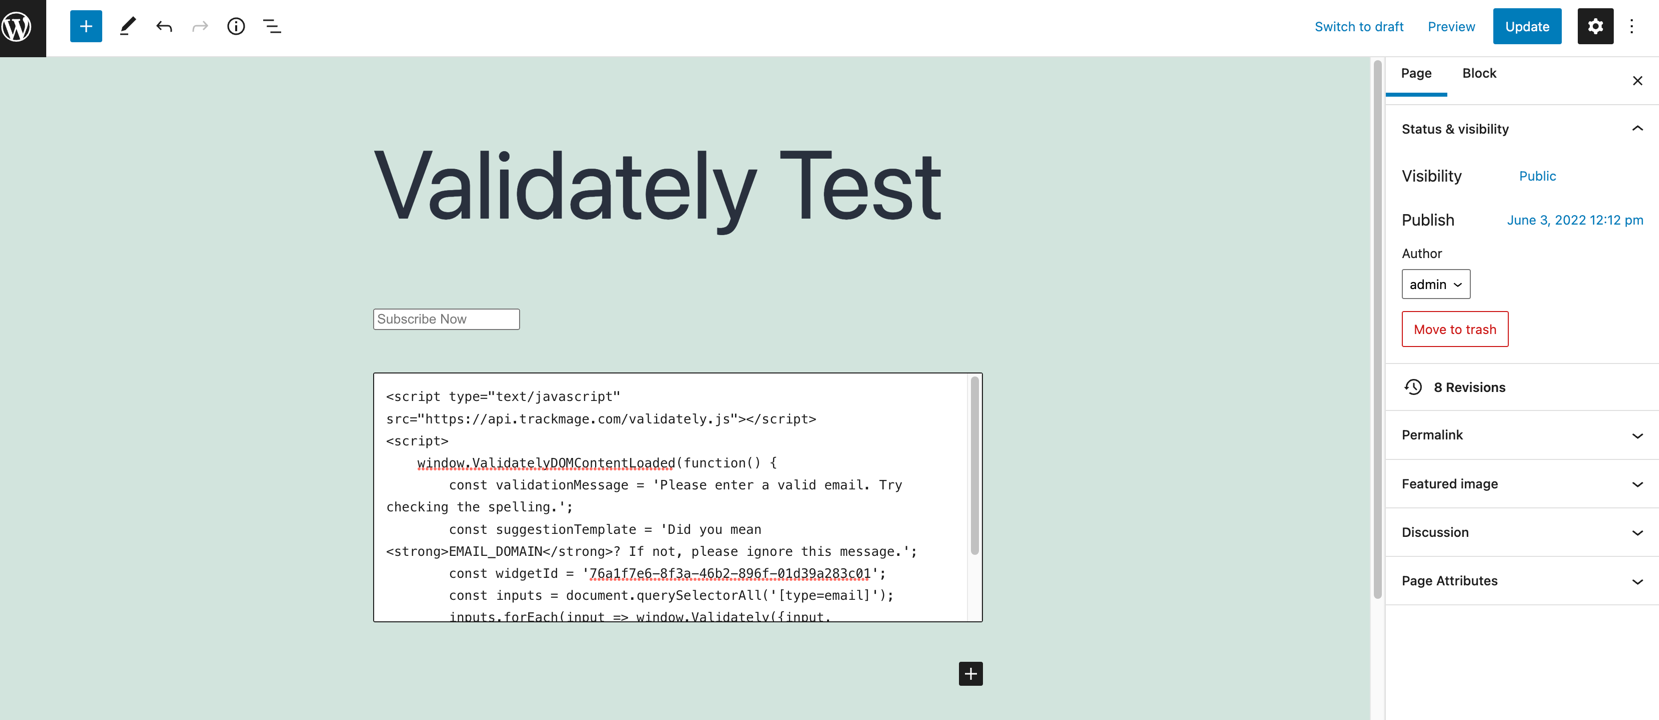 Switch to draft Preview Update
Page Block
Status & visibility
Visibility Public
Publish June 3, 2022 12:12 pm
Author
admin
Move to trash
8 Revisions
Permalink
Featured image
Discussion
Page Attributes
Validately Test
Subscribe Now
<script type="text/javascript"
src="https://api.trackmage.com/validately.js"></script>
<script>
window.ValidatelyDOMContentLoaded(function() {
const validationMessage = 'Please enter a valid email. Try
checking the spelling.';
const suggestionTemplate = 'Did you mean
<strong>EMAIL_DOMAIN</strong>? If not, please ignore this message.';
const widgetId = '76a1f7e6-8f3a-46b2-896f-01d39a283c01';
const inputs = document.querySelectorAll('[type=email]');
inputs.forEach(input => window.Validately({input,